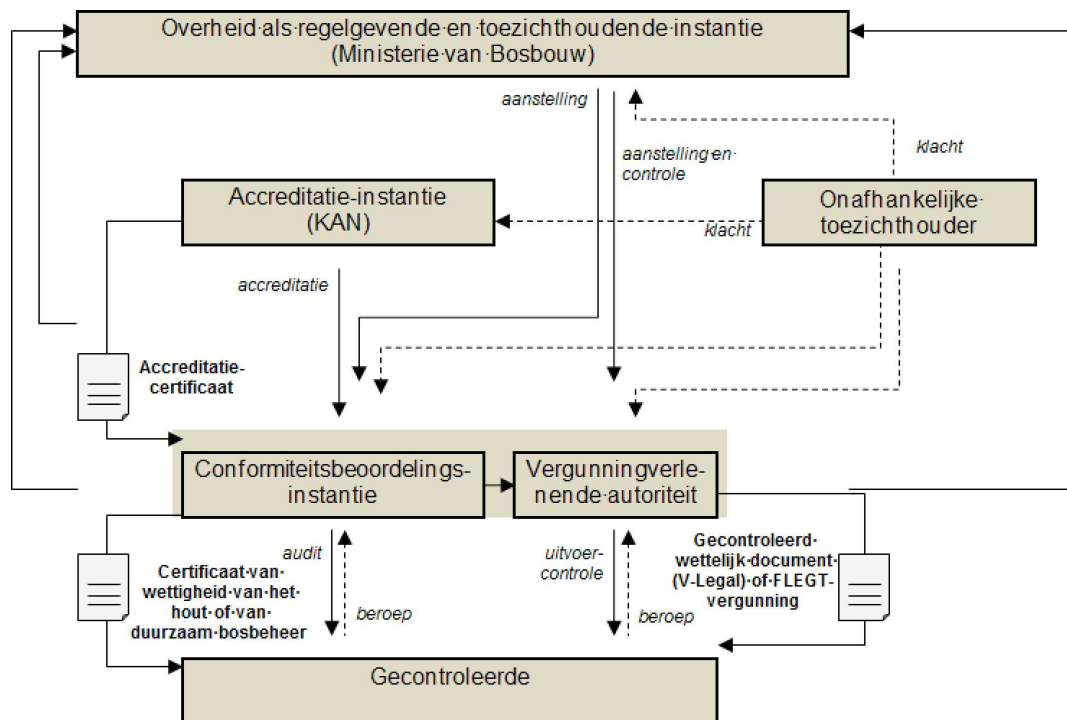 Overheid als regelgevende en toezichthoudende instantie
(Ministerie van Bosbouw)
aanstelling
aanstelling en
controle
klacht
Accreditatie-instantie
(KAN)
klacht
Onafhankelijke
toezichthouder
accreditatie
Accreditatie-
certificaat
Conformiteitsbeoordelings-
instantie
Vergunningverle-
nende autoriteit
audit
beroep
uitvoer-
controle
beroep
Certificaat van
wettigheid van het
hout of van
duurzaam bosbeheer
Gecontroleerd
wettelijk document
(V-Legal) of FLEGT-
vergunning
Gecontroleerde